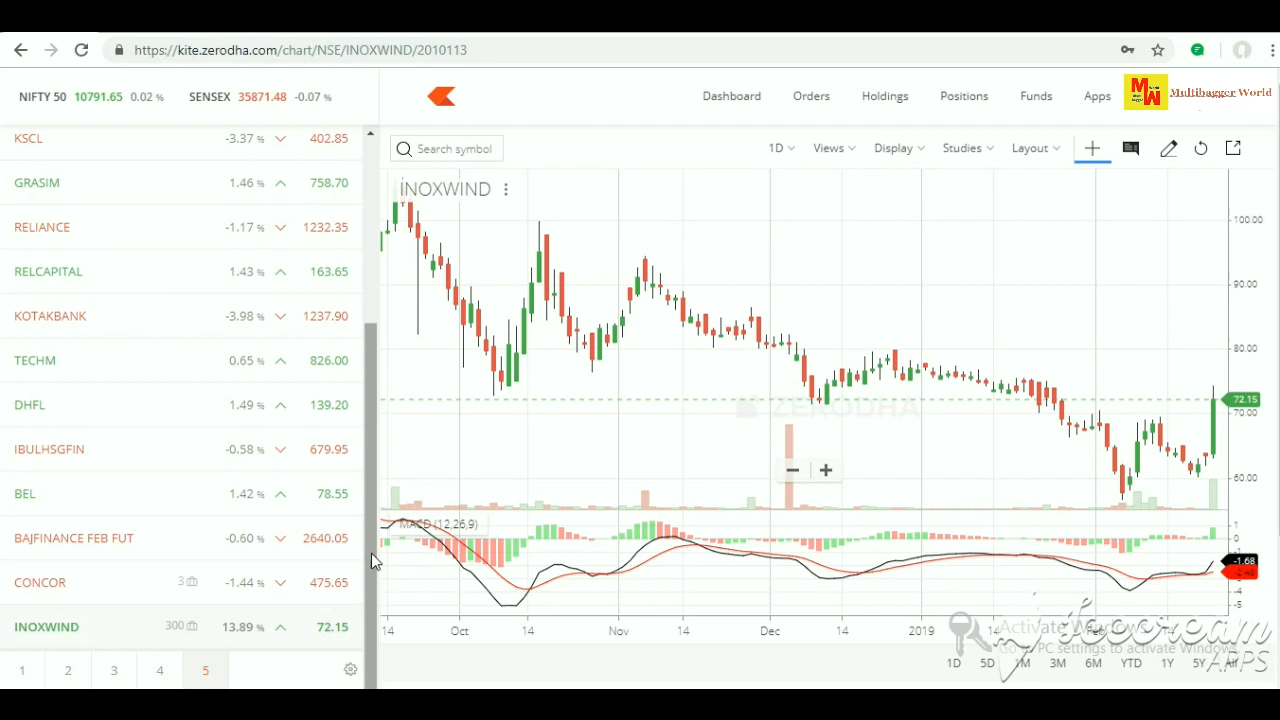 https://kite.zerodha.com/chart/NSE/INOXWIND/2010113
NIFTY 50 10791.65 0.02 % SENSEX 35871.48 -0.07 %
Dashboard Orders Holdings Positions Funds Apps
MW Multibagger World
KSCL -3.37 % 402.85
GRASIM 1.46 % 758.70
RELIANCE -1.17 % 1232.35
RELCAPITAL 1.43 % 163.65
KOTAKBANK -3.98 % 1237.90
TECHM 0.65 % 826.00
DHFL 1.49 % 139.20
IBULHSGFIN -0.58 % 679.95
BEL 1.42 % 78.55
BAJFINANCE FEB FUT -0.60 % 2640.05
CONCOR 3 -1.44 % 475.65
INOXWIND 300 13.89 % 72.15
1 2 3 4 5
Search symbol
1D Views Display Studies Layout
INOXWIND
100.00
90.00
80.00
72.15
70.00
60.00
ZERODHA
MACD (12,26,9)
1
0
-1.68
-4
-5
14 Oct 14 Nov 14 Dec 14 2019 14
Activate Windows
PC settings to activate Windows.
Icecream
APPS
1D 5D 1M 3M 6M YTD 1Y 5Y All